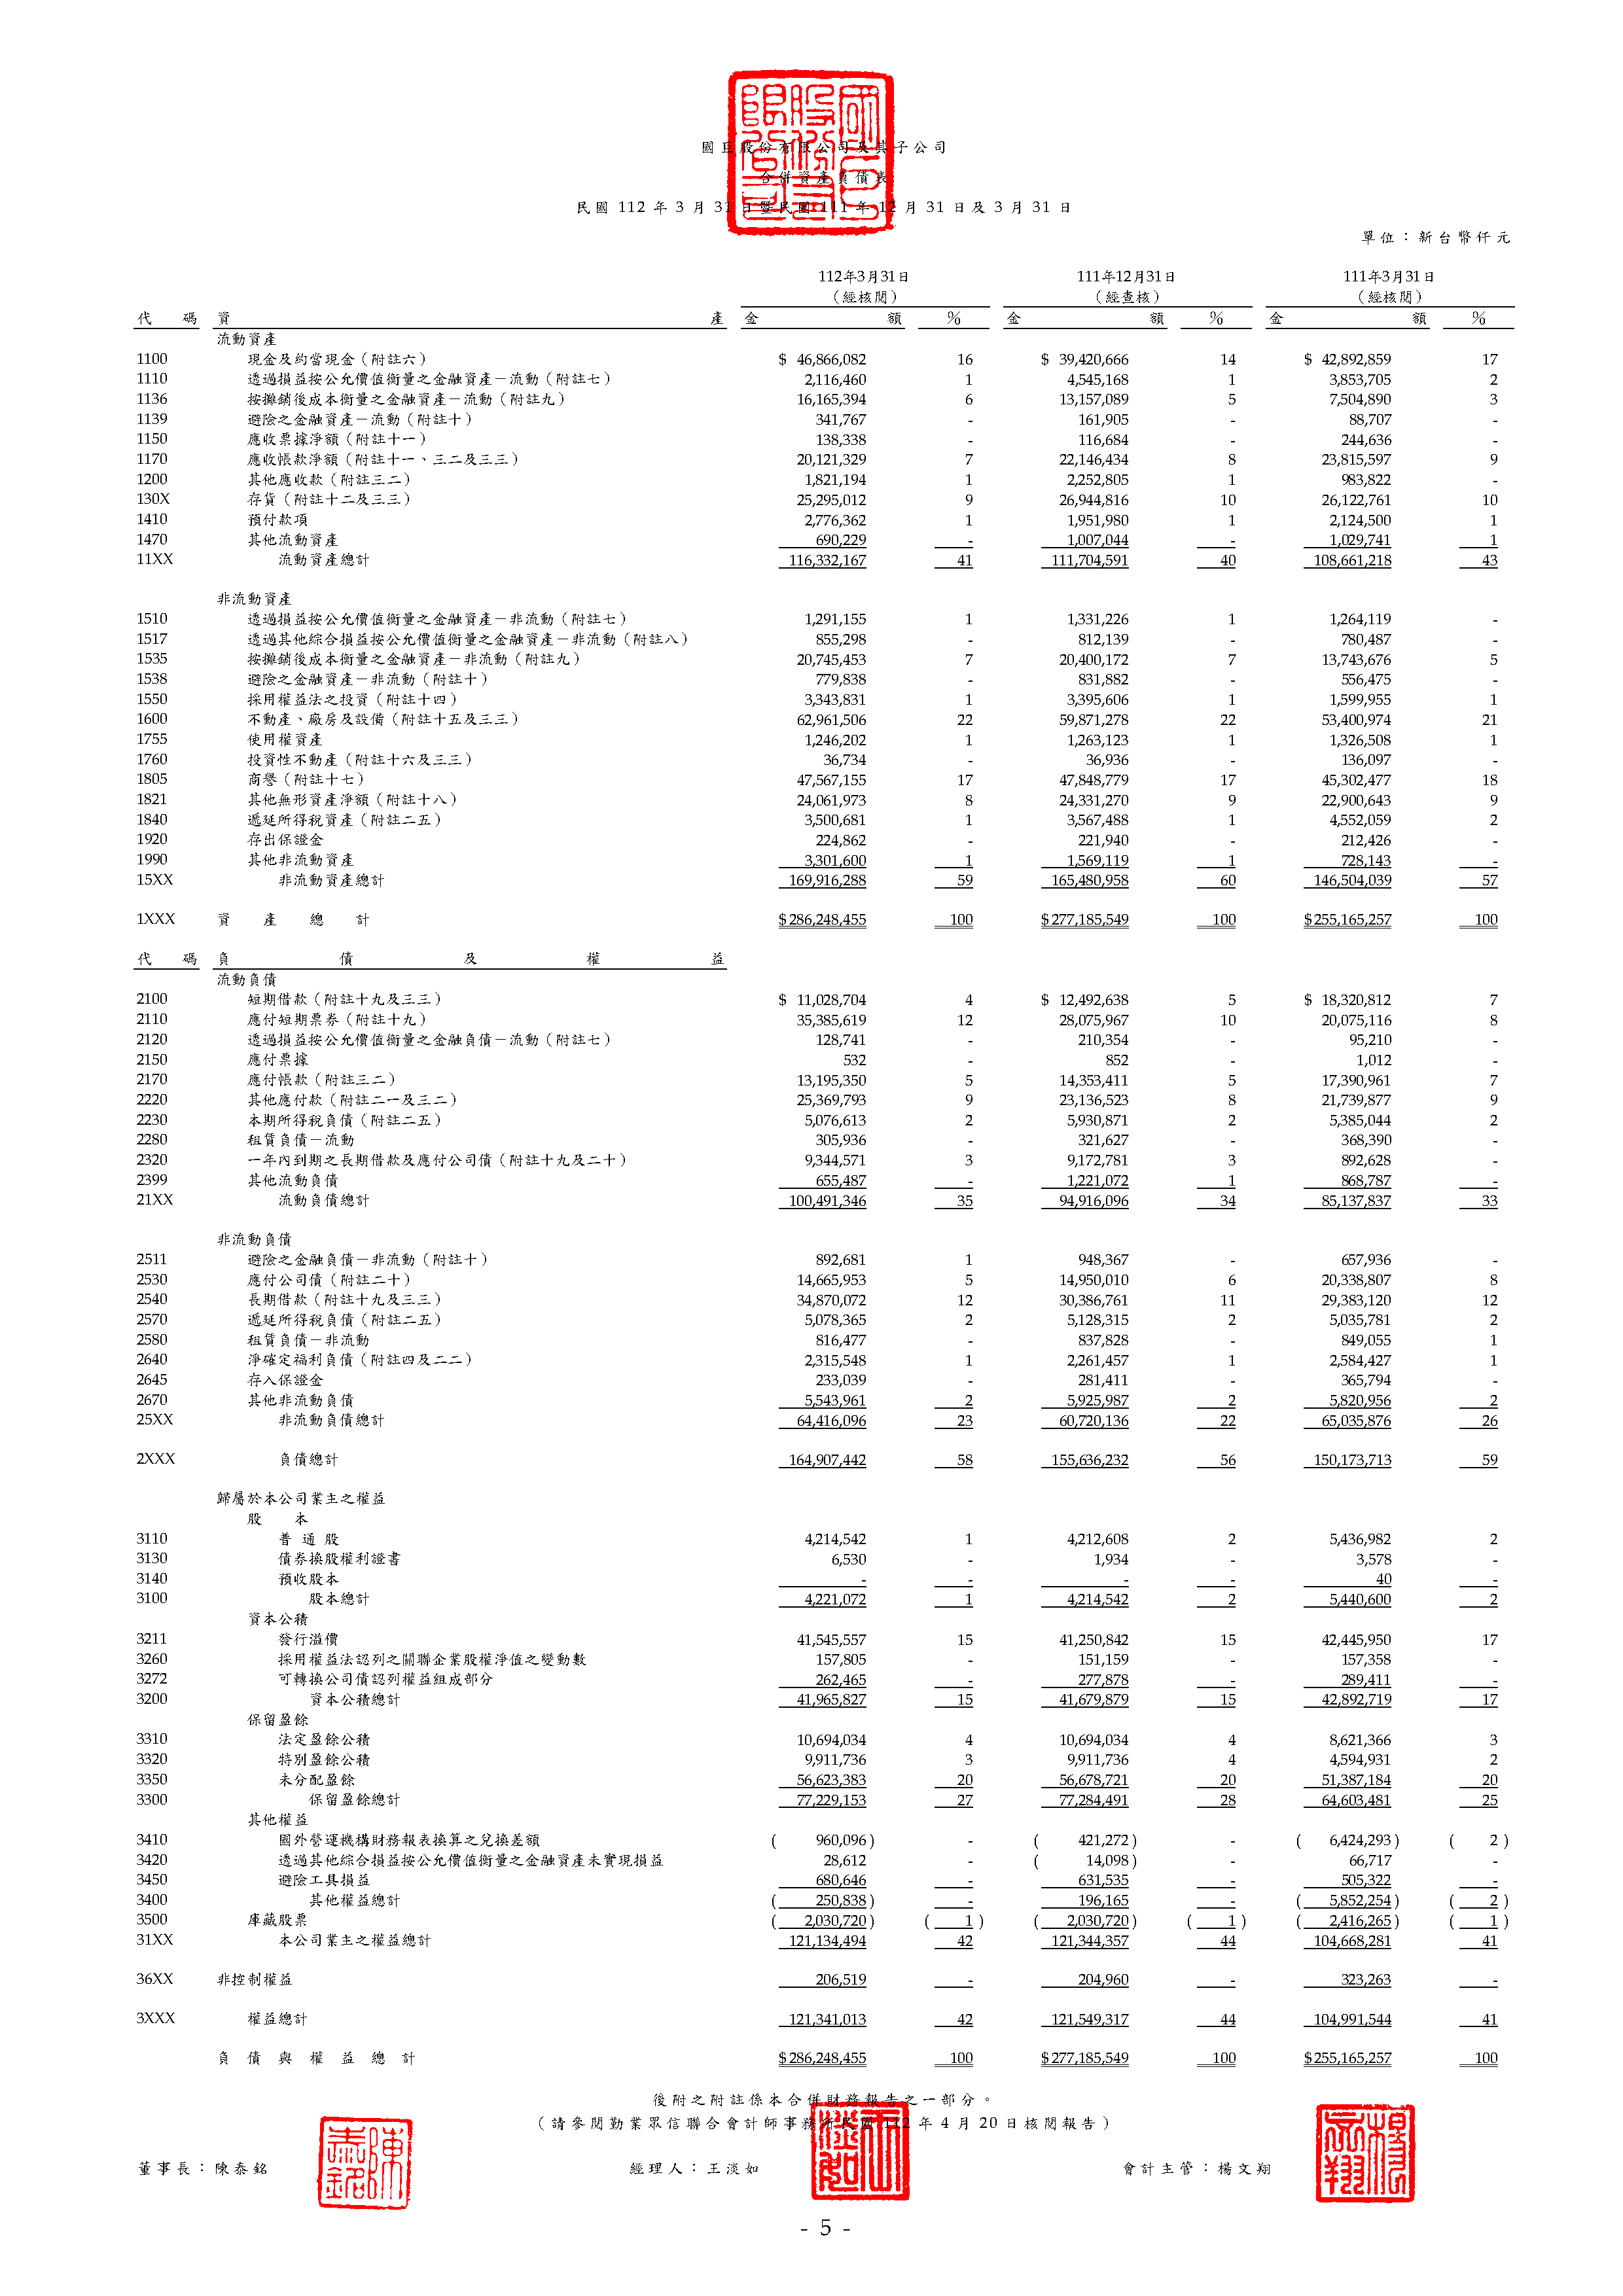 國巨股份有限公司及其子公司
合併資產負債表
民國 112 年 3 月 31 日暨民國 111 年 12 月 31 日及 3 月 31 日
單位：新台幣仟元
112年3月31日 111年12月31日 111年3月31日
（經核閱） （經查核） （經核閱）
代 碼 資 產 金 額 % 金 額 % 金 額 %
流動資產
1100 現金及約當現金（附註六） $ 46,866,082 16 $ 39,420,666 14 $ 42,892,859 17
1110 透過損益按公允價值衡量之金融資產－流動（附註七） 2,116,460 1 4,545,168 1 3,853,705 2
1136 按攤銷後成本衡量之金融資產－流動（附註九） 16,165,394 6 13,157,089 5 7,504,890 3
1139 避險之金融資產－流動（附註十） 341,767 - 161,905 - 88,707 -
1150 應收票據淨額（附註十一） 138,338 - 116,684 - 244,636 -
1170 應收帳款淨額（附註十一、三二及三三） 20,121,329 7 22,146,434 8 23,815,597 9
1200 其他應收款（附註三二） 1,821,194 1 2,252,805 1 983,822 -
130X 存貨（附註十二及三三） 25,295,012 9 26,944,816 10 26,122,761 10
1410 預付款項 2,776,362 1 1,951,980 1 2,124,500 1
1470 其他流動資產 690,229 - 1,007,044 - 1,029,741 1
11XX 流動資產總計 116,332,167 41 111,704,591 40 108,661,218 43
非流動資產
1510 透過損益按公允價值衡量之金融資產－非流動（附註七） 1,291,155 1 1,331,226 1 1,264,119 -
1517 透過其他綜合損益按公允價值衡量之金融資產－非流動（附註八） 855,298 - 812,139 - 780,487 -
1535 按攤銷後成本衡量之金融資產－非流動（附註九） 20,745,453 7 20,400,172 7 13,743,676 5
1538 避險之金融資產－非流動（附註十） 779,838 - 831,882 - 556,475 -
1550 採用權益法之投資（附註十四） 3,343,831 1 3,395,606 1 1,599,955 1
1600 不動產、廠房及設備（附註十五及三三） 62,961,506 22 59,871,278 22 53,400,974 21
1755 使用權資產 1,246,202 1 1,263,123 1 1,326,508 1
1760 投資性不動產（附註十六及三三） 36,734 - 36,936 - 136,097 -
1805 商譽（附註十七） 47,567,155 17 47,848,779 17 45,302,477 18
1821 其他無形資產淨額（附註十八） 24,061,973 8 24,331,270 9 22,900,643 9
1840 遞延所得稅資產（附註二五） 3,500,681 1 3,567,488 1 4,552,059 2
1920 存出保證金 224,862 - 221,940 - 212,426 -
1990 其他非流動資產 3,301,600 1 1,569,119 1 728,143 -
15XX 非流動資產總計 169,916,288 59 165,480,958 60 146,504,039 57
1XXX 資 產 總 計 $ 286,248,455 100 $ 277,185,549 100 $ 255,165,257 100
代 碼 負 債 及 權 益
流動負債
2100 短期借款（附註十九及三三） $ 11,028,704 4 $ 12,492,638 5 $ 18,320,812 7
2110 應付短期票券（附註十九） 35,385,619 12 28,075,967 10 20,075,116 8
2120 透過損益按公允價值衡量之金融負債－流動（附註七） 128,741 - 210,354 - 95,210 -
2150 應付票據 532 - 852 - 1,012 -
2170 應付帳款（附註三二） 13,195,350 5 14,353,411 5 17,390,961 7
2220 其他應付款（附註二一及三二） 25,369,793 9 23,136,523 8 21,739,877 9
2230 本期所得稅負債（附註二五） 5,076,613 2 5,930,871 2 5,385,044 2
2280 租賃負債－流動 305,936 - 321,627 - 368,390 -
2320 一年內到期之長期借款及應付公司債（附註十九及二十） 9,344,571 3 9,172,781 3 892,628 -
2399 其他流動負債 655,487 - 1,221,072 1 868,787 -
21XX 流動負債總計 100,491,346 35 94,916,096 34 85,137,837 33
非流動負債
2511 避險之金融負債－非流動（附註十） 892,681 1 948,367 - 657,936 -
2530 應付公司債（附註二十） 14,665,953 5 14,950,010 6 20,338,807 8
2540 長期借款（附註十九及三三） 34,870,072 12 30,386,761 11 29,383,120 12
2570 遞延所得稅負債（附註二五） 5,078,365 2 5,128,315 2 5,035,781 2
2580 租賃負債－非流動 816,477 - 837,828 - 849,055 1
2640 淨確定福利負債（附註四及二二） 2,315,548 1 2,261,457 1 2,584,427 1
2645 存入保證金 233,039 - 281,411 - 365,794 -
2670 其他非流動負債 5,543,961 2 5,925,987 2 5,820,956 2
25XX 非流動負債總計 64,416,096 23 60,720,136 22 65,035,876 26
2XXX 負債總計 164,907,442 58 155,636,232 56 150,173,713 59
歸屬於本公司業主之權益
股 本
3110 普 通 股 4,214,542 1 4,212,608 2 5,436,982 2
3130 債券換股權利證書 6,530 - 1,934 - 3,578 -
3140 預收股本 - - - - 40 -
3100 股本總計 4,221,072 1 4,214,542 2 5,440,600 2
資本公積
3211 發行溢價 41,545,557 15 41,250,842 15 42,445,950 17
3260 採用權益法認列之關聯企業股權淨值之變動數 157,805 - 151,159 - 157,358 -
3272 可轉換公司債認列權益組成部分 262,465 - 277,878 - 289,411 -
3200 資本公積總計 41,965,827 15 41,679,879 15 42,892,719 17
保留盈餘
3310 法定盈餘公積 10,694,034 4 10,694,034 4 8,621,366 3
3320 特別盈餘公積 9,911,736 3 9,911,736 4 4,594,931 2
3350 未分配盈餘 56,623,383 20 56,678,721 20 51,387,184 20
3300 保留盈餘總計 77,229,153 27 77,284,491 28 64,603,481 25
其他權益
3410 國外營運機構財務報表換算之兌換差額 ( 960,096 ) - ( 421,272 ) - ( 6,424,293 ) ( 2 )
3420 透過其他綜合損益按公允價值衡量之金融資產未實現損益 28,612 - ( 14,098 ) - 66,717 -
3450 避險工具損益 680,646 - 631,535 - 505,322 -
3400 其他權益總計 ( 250,838 ) - 196,165 - ( 5,852,254 ) ( 2 )
3500 庫藏股票 ( 2,030,720 ) ( 1 ) ( 2,030,720 ) ( 1 ) ( 2,416,265 ) ( 1 )
31XX 本公司業主之權益總計 121,134,494 42 121,344,357 44 104,668,281 41
36XX 非控制權益 206,519 - 204,960 - 323,263 -
3XXX 權益總計 121,341,013 42 121,549,317 44 104,991,544 41
負 債 與 權 益 總 計 $ 286,248,455 100 $ 277,185,549 100 $ 255,165,257 100
後附之附註係本合併財務報告之一部分。
（請參閱勤業眾信聯合會計師事務所民國 112 年 4 月 20 日核閱報告）
董事長：陳泰銘 經理人：王淡如 會計主管：楊文翔
- 5 -